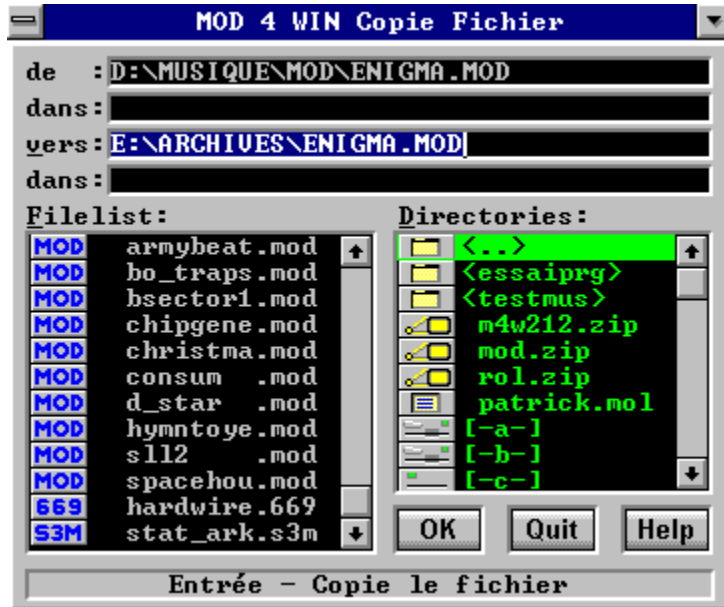 MOD 4 WIN Copie Fichier
de :D:\MUSIQUE\MOD\ENIGMA.MOD
dans:
vers:E:\ARCHIVES\ENIGMA.MOD
dans:
Filelist:
MOD armybeat.mod
MOD bo_traps.mod
MOD bsector1.mod
MOD chipgene.mod
MOD christma.mod
MOD consum .mod
MOD d_star .mod
MOD hymntoye.mod
MOD sll2 .mod
MOD spacehou.mod
669 hardwire.669
S3M stat_ark.s3m
Directories:
<..>
<essaiprg>
<testmus>
m4w212.zip
mod.zip
rol.zip
patrick.mol
[-a-]
[-b-]
[-c-]
OK Quit Help
Entrée - Copie le fichier